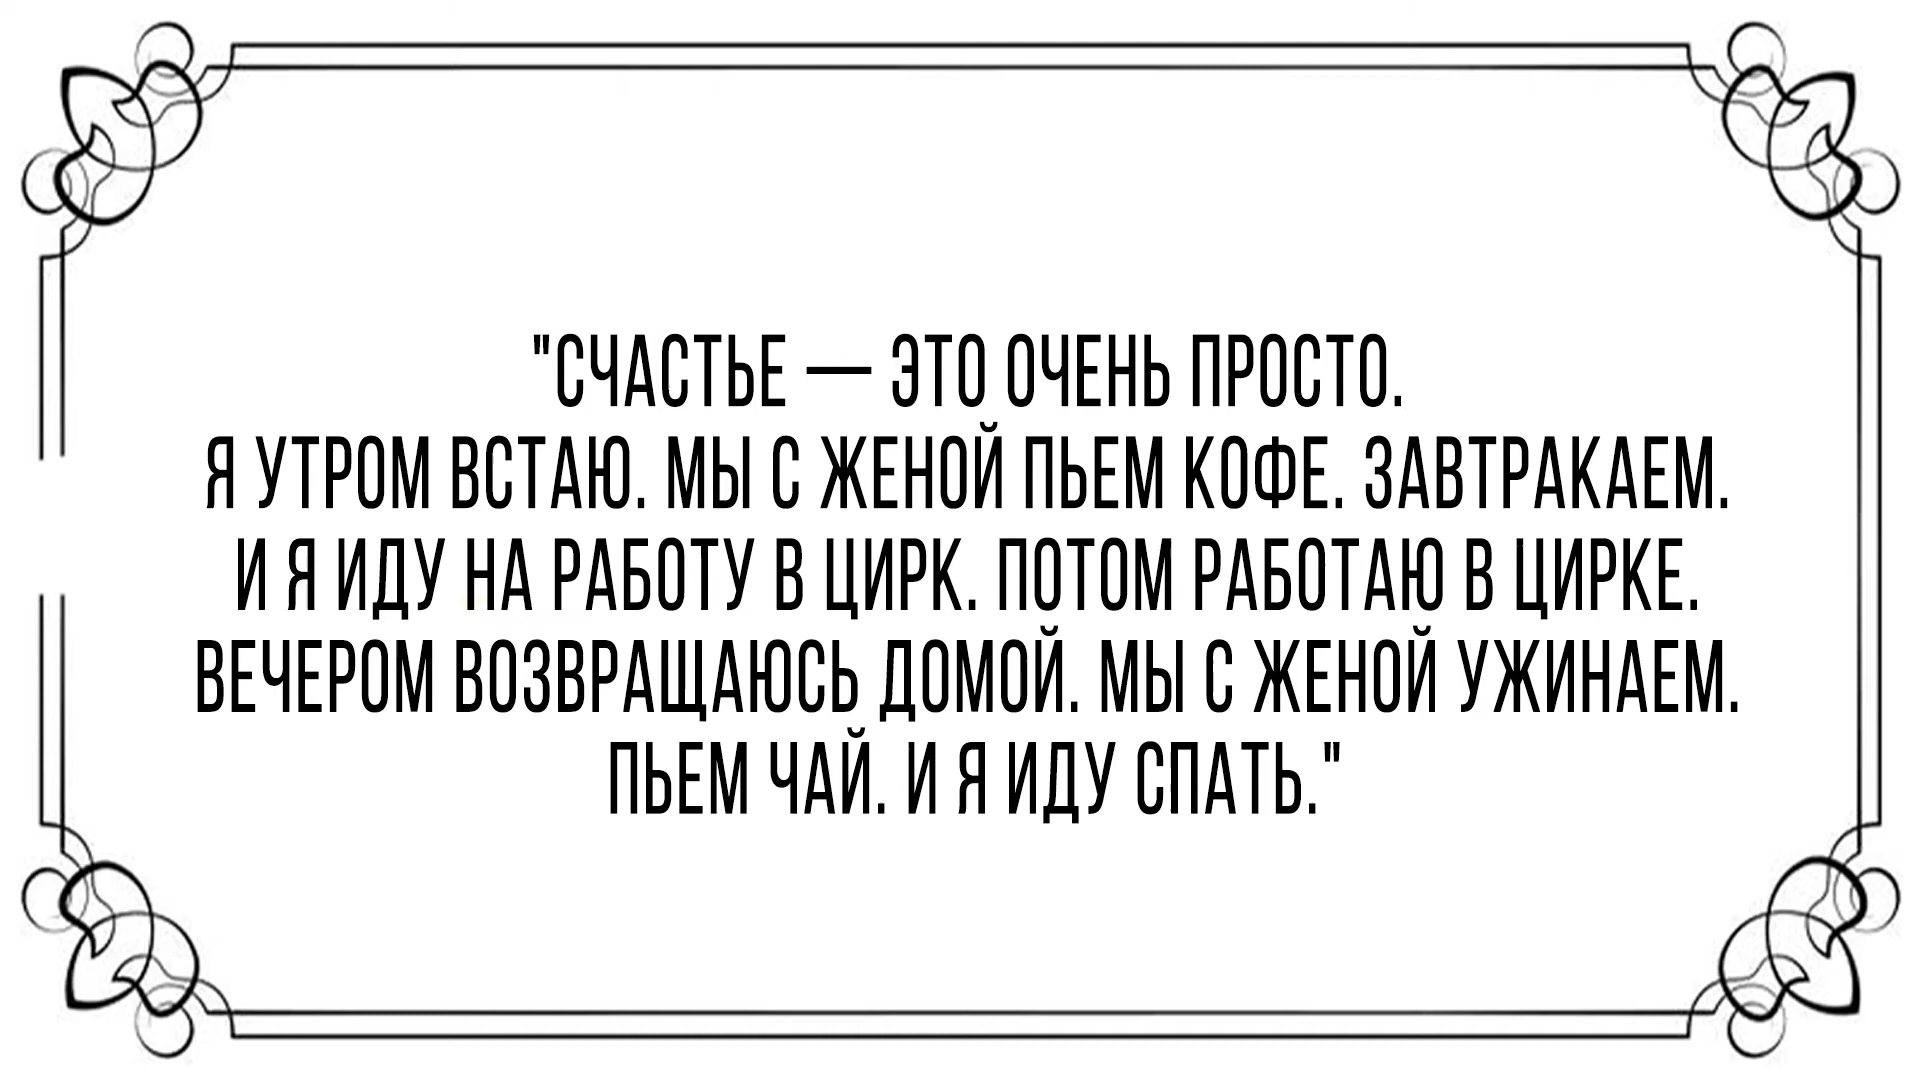 "СЧАСТЬЕ — ЭТО ОЧЕНЬ ПРОСТО.
Я УТРОМ ВСТАЮ. МЫ С ЖЕНОЙ ПЬЕМ КОФЕ. ЗАВТРАКАЕМ.
И Я ИДУ НА РАБОТУ В ЦИРК. ПОТОМ РАБОТАЮ В ЦИРКЕ.
ВЕЧЕРОМ ВОЗВРАЩАЮСЬ ДОМОЙ. МЫ С ЖЕНОЙ УЖИНАЕМ.
ПЬЕМ ЧАЙ. И Я ИДУ СПАТЬ."